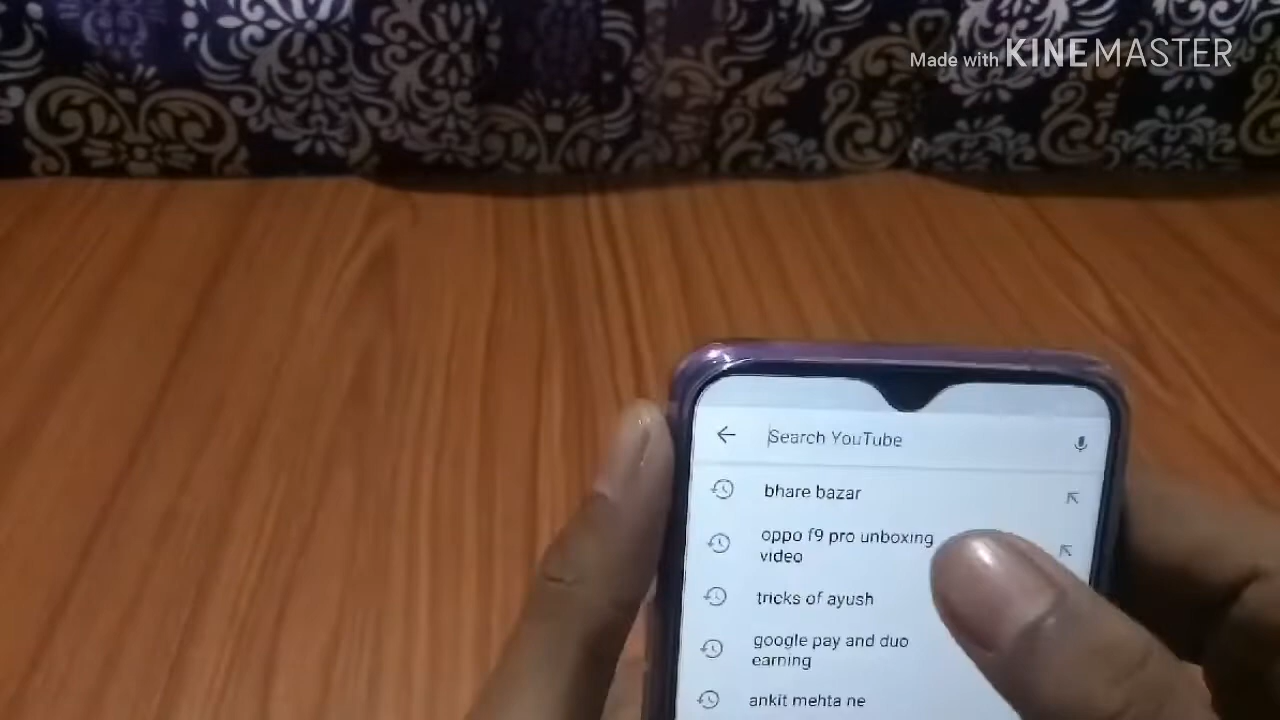 Made with KINEMASTER
Search YouTube
bhare bazar
oppo f9 pro unboxing
video
tricks of ayush
google pay and duo
earning
ankit mehta ne